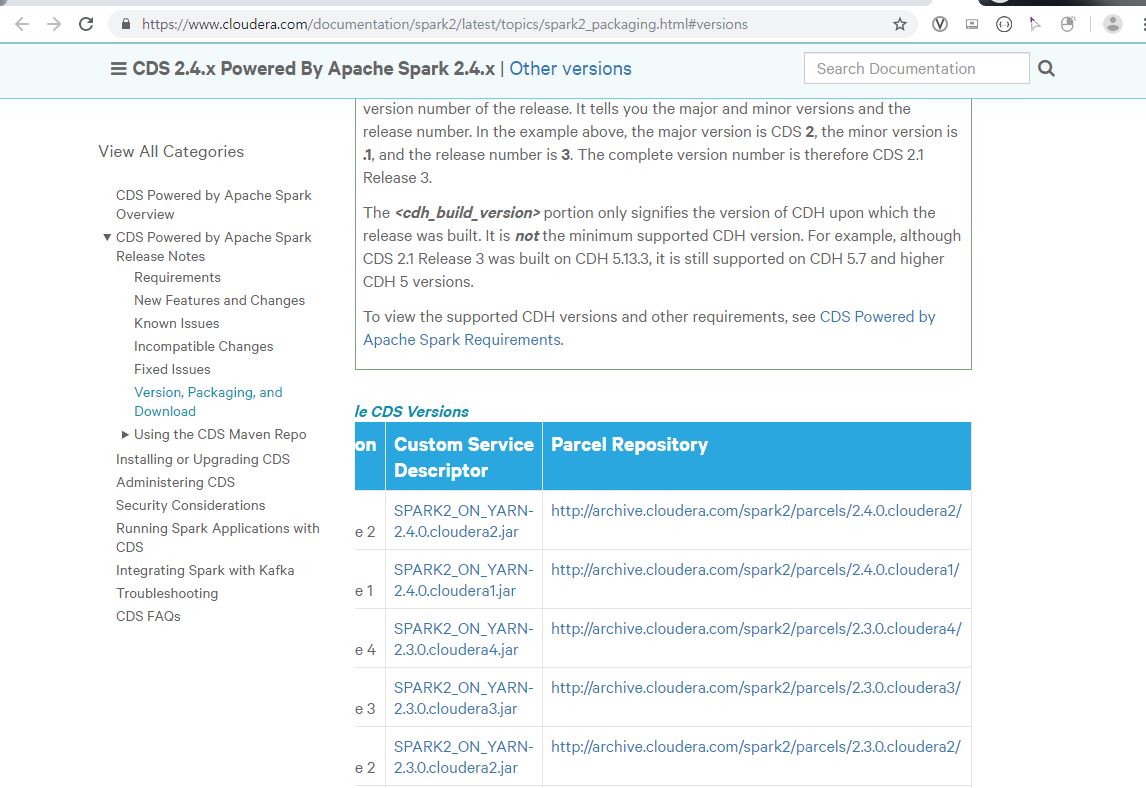 https://www.cloudera.com/documentation/spark2/latest/topics/spark2_packaging.html#versions
CDS 2.4.x Powered By Apache Spark 2.4.x | Other versions
Search Documentation
View All Categories
CDS Powered by Apache Spark
Overview
CDS Powered by Apache Spark
Release Notes
Requirements
New Features and Changes
Known Issues
Incompatible Changes
Fixed Issues
Version, Packaging, and
Download
Using the CDS Maven Repo
Installing or Upgrading CDS
Administering CDS
Security Considerations
Running Spark Applications with
CDS
Integrating Spark with Kafka
Troubleshooting
CDS FAQs
version number of the release. It tells you the major and minor versions and the
release number. In the example above, the major version is CDS 2, the minor version is
.1, and the release number is 3. The complete version number is therefore CDS 2.1
Release 3.
The <cdh_build_version> portion only signifies the version of CDH upon which the
release was built. It is not the minimum supported CDH version. For example, although
CDS 2.1 Release 3 was built on CDH 5.13.3, it is still supported on CDH 5.7 and higher
CDH 5 versions.
To view the supported CDH versions and other requirements, see CDS Powered by
Apache Spark Requirements.
le CDS Versions
on Custom Service Parcel Repository
Descriptor
SPARK2_ON_YARN- http://archive.cloudera.com/spark2/parcels/2.4.0.cloudera2/
e 2 2.4.0.cloudera2.jar
SPARK2_ON_YARN- http://archive.cloudera.com/spark2/parcels/2.4.0.cloudera1/
e 1 2.4.0.cloudera1.jar
SPARK2_ON_YARN- http://archive.cloudera.com/spark2/parcels/2.3.0.cloudera4/
e 4 2.3.0.cloudera4.jar
SPARK2_ON_YARN- http://archive.cloudera.com/spark2/parcels/2.3.0.cloudera3/
e 3 2.3.0.cloudera3.jar
SPARK2_ON_YARN- http://archive.cloudera.com/spark2/parcels/2.3.0.cloudera2/
e 2 2.3.0.cloudera2.jar